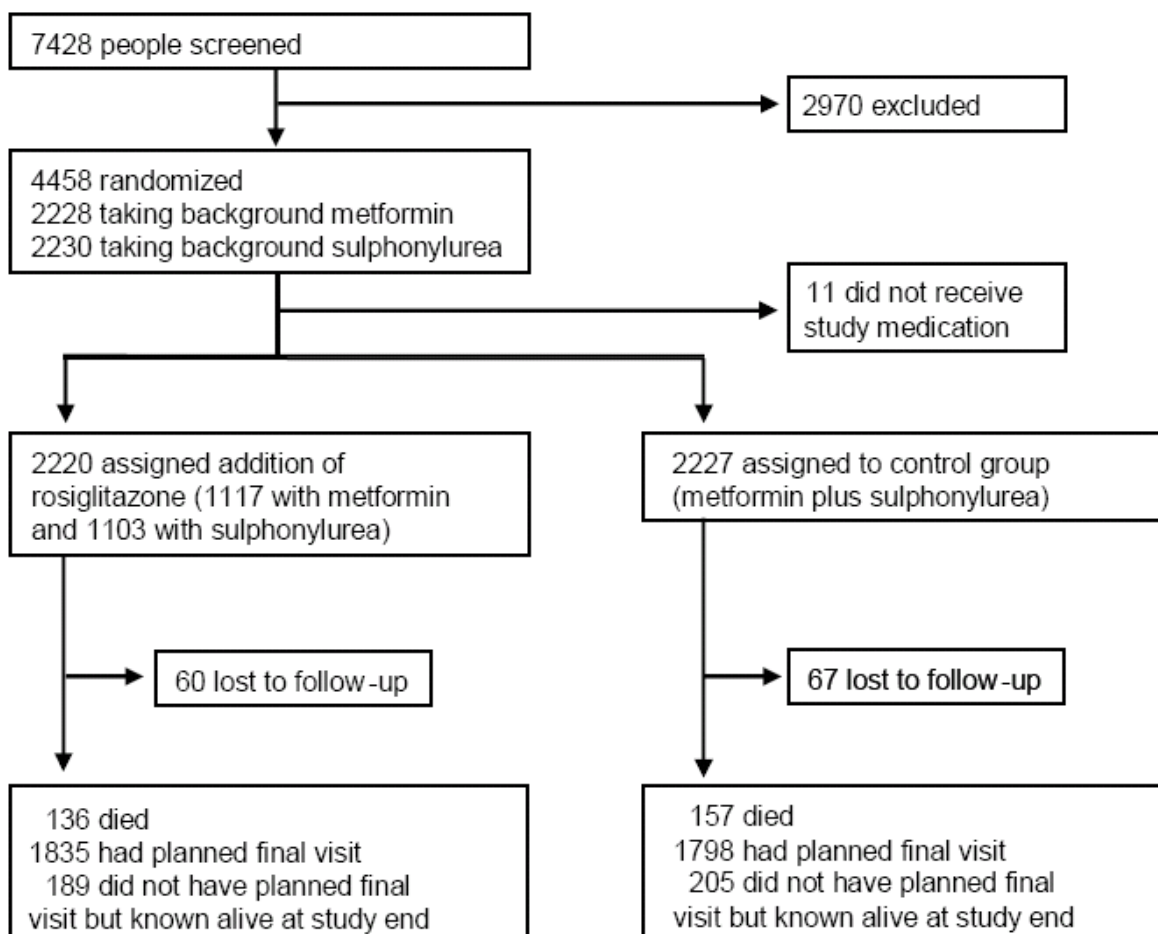 7428 people screened
2970 excluded
4458 randomized
2228 taking background metformin
2230 taking background sulphonylurea
11 did not receive
study medication
2220 assigned addition of
rosiglitazone (1117 with metformin
and 1103 with sulphonylurea)
2227 assigned to control group
(metformin plus sulphonylurea)
60 lost to follow-up
67 lost to follow-up
136 died
1835 had planned final visit
189 did not have planned final
visit but known alive at study end
157 died
1798 had planned final visit
205 did not have planned final
visit but known alive at study end